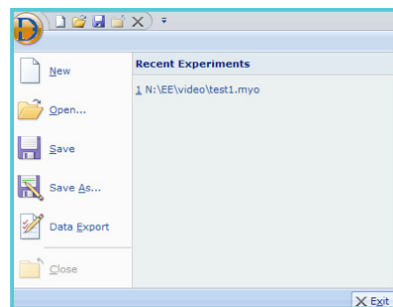 D
New
Open...
Save
Save As...
Data Export
Close
Recent Experiments
1 N:\EE\video\test1.myo
Exit